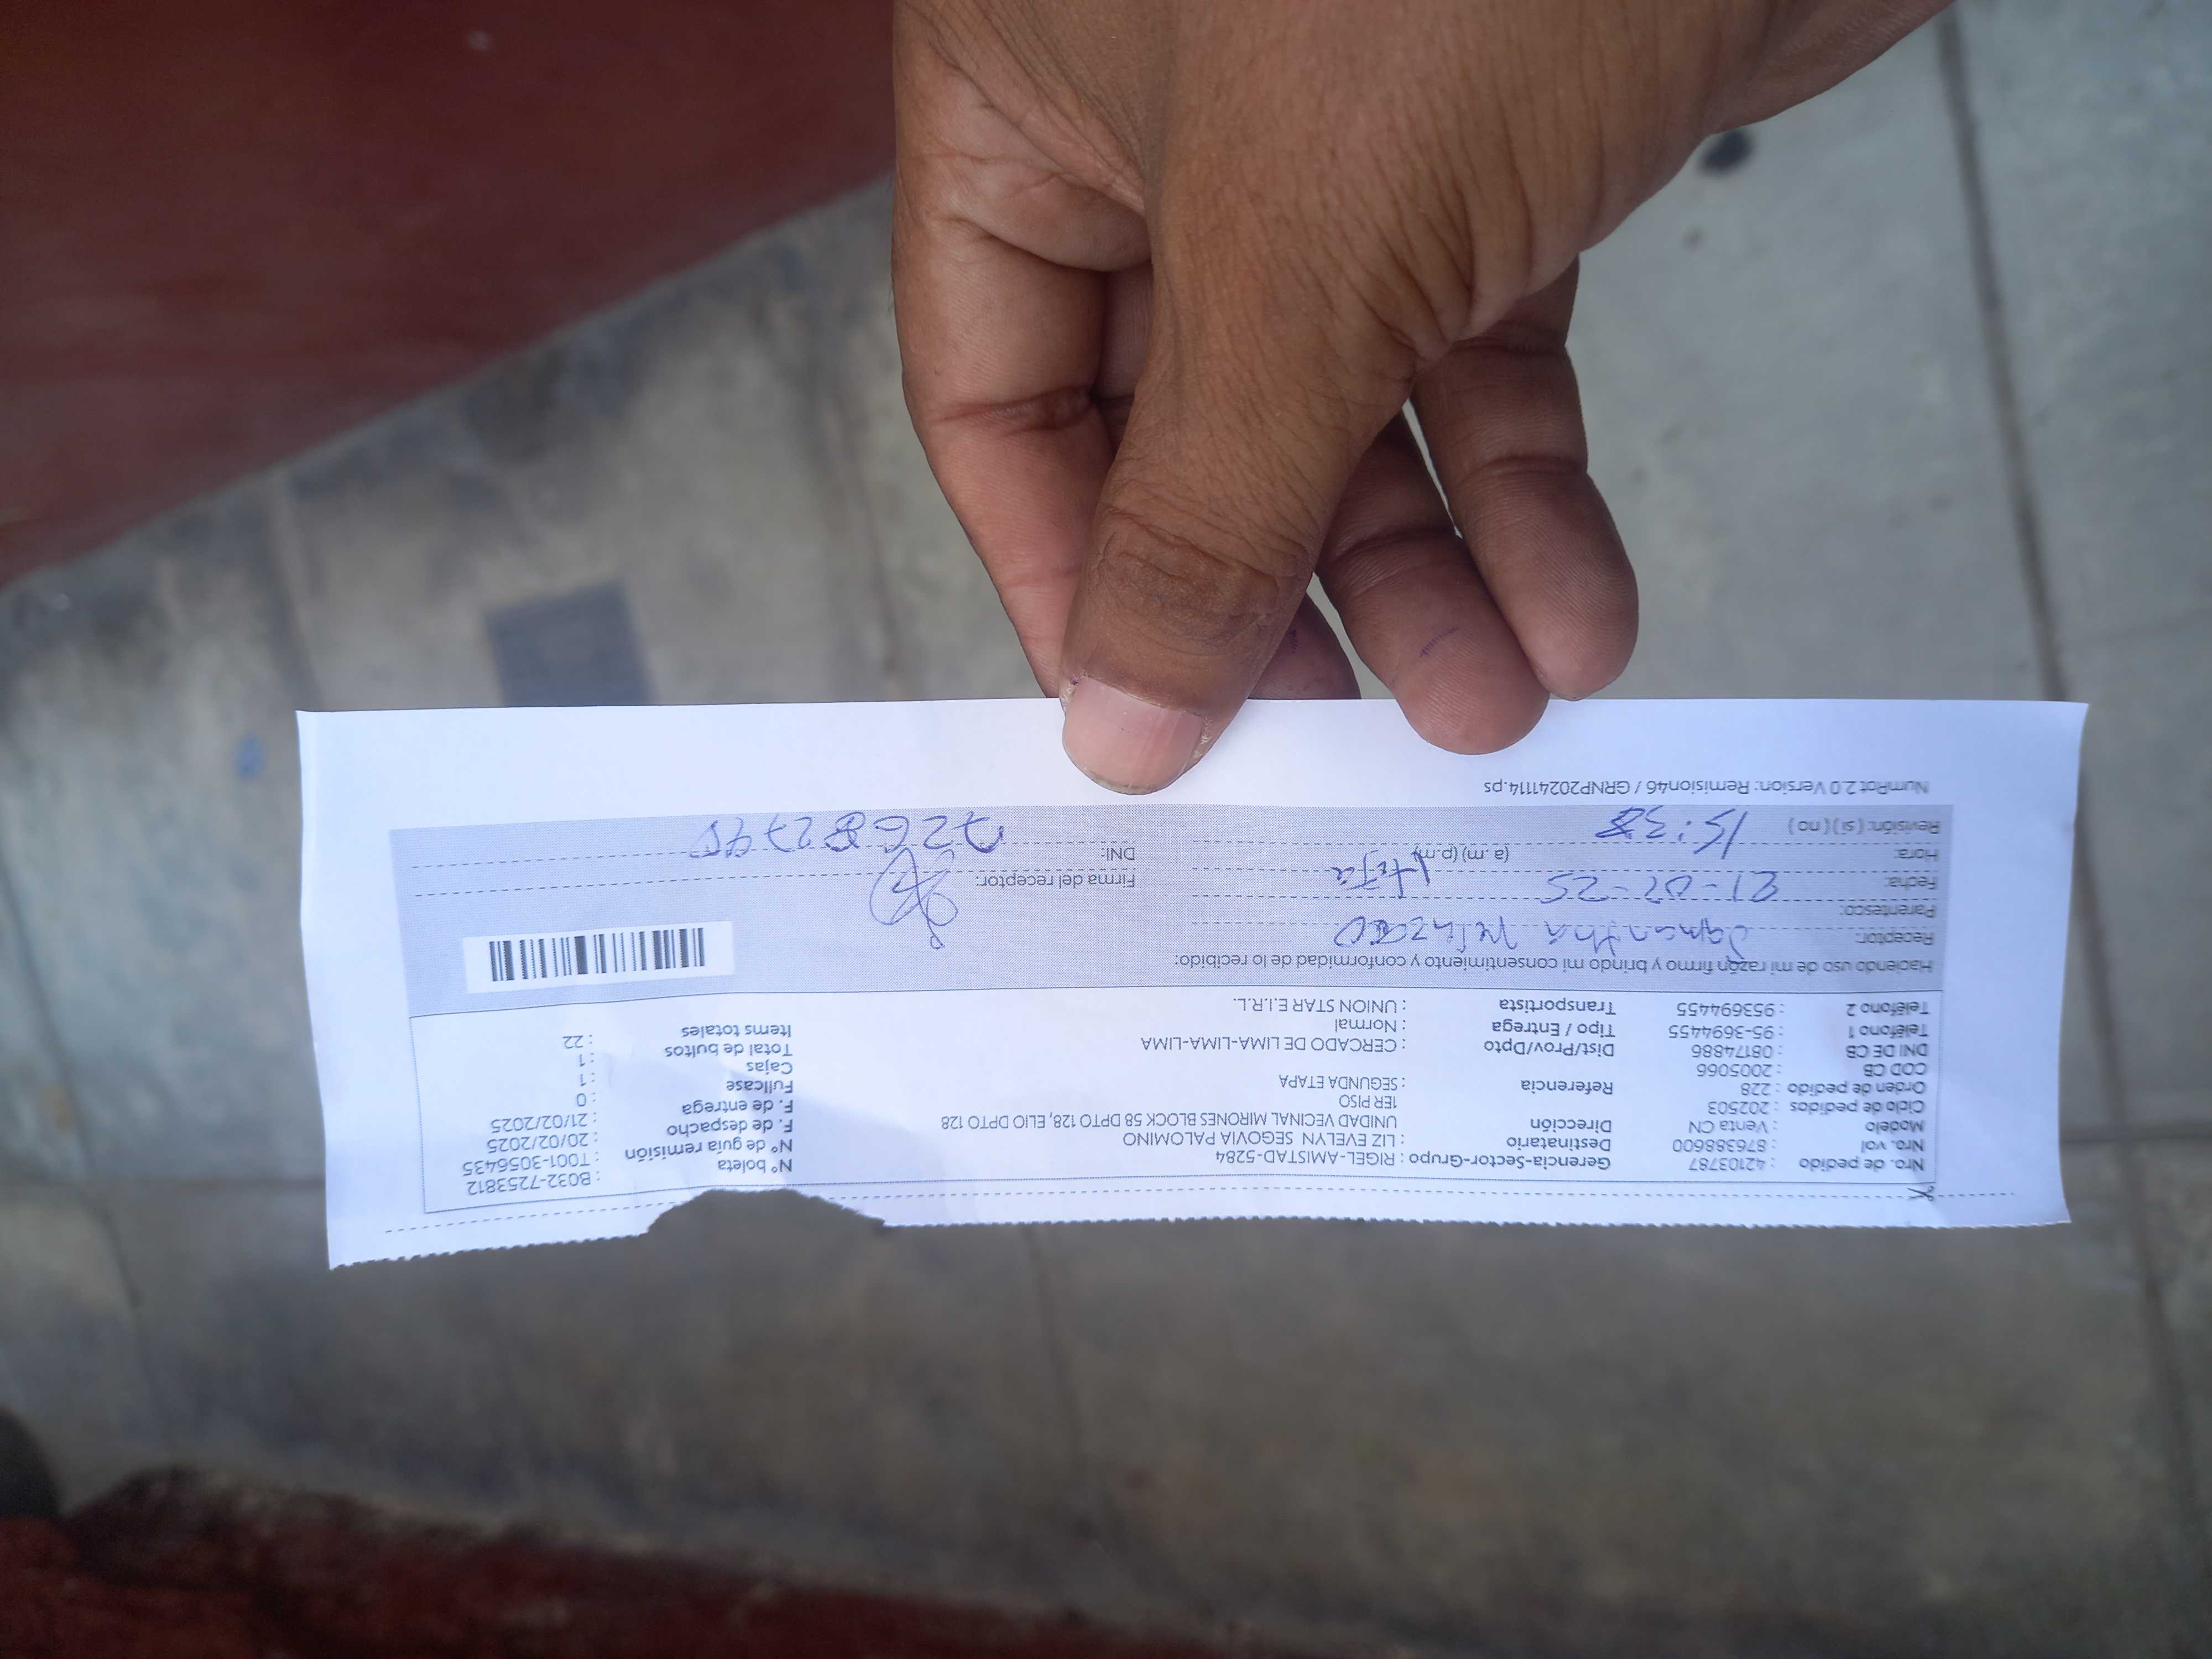 Nro. de pedido : 42103787 Gerencia-Sector-Grupo : RIGEL-AMISTAD-5284 N° boleta : B032-7253812
Nro. val : 876388600 Destinatario : LIZ EVELYN SEGOVIA PALOMINO N° de guía remisión : T001-3056435
Modelo : Venta CN Dirección UNIDAD VECINAL MIRONES BLOCK 58 DPTO 128, ELIO DPTO 128 F. de despacho : 20/02/2025
Ciclo de pedidos : 202503 1ER PISO F. de entrega : 21/02/2025
Orden de pedido : 228 Referencia : SEGUNDA ETAPA Fullcase : 0
COD CB : 2005066 Cajas : 1
DNI DE CB : 08174886 Dist/Prov/Dpto : CERCADO DE LIMA-LIMA-LIMA Total de bultos : 1
Teléfono 1 : 95-3694455 Tipo / Entrega : Normal Items totales : 22
Teléfono 2 : 953694455 Transportista : UNION STAR E.I.R.L.
Haciendo uso de mi razón firmo y brindo mi consentimiento y conformidad de lo recibido:
Receptor: Samantha
Parentesco: Hija
Fecha: 21-02-25 Firma del receptor:
Hora: 15:38 (a.m) (p.m) DNI:
Revisión: (si) (no)
NumRot 2.0 Version: Remision46 / GRNP20241114.ps